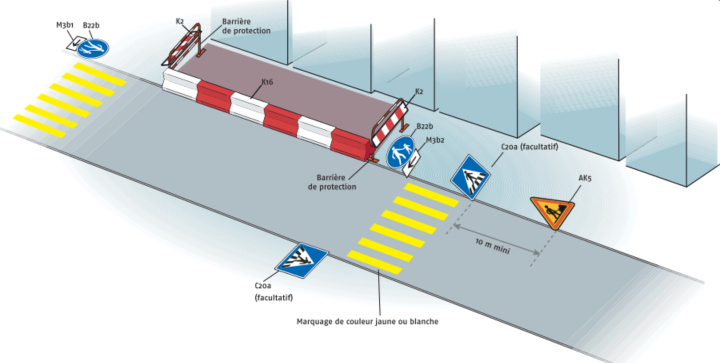 K2
Barrière
de protection
M3b1
B22b
K16
K2
B22b
M3b2
C20a (facultatif)
AK5
Barrière
de protection
10 m mini
C20a
(facultatif)
Marquage de couleur jaune ou blanche